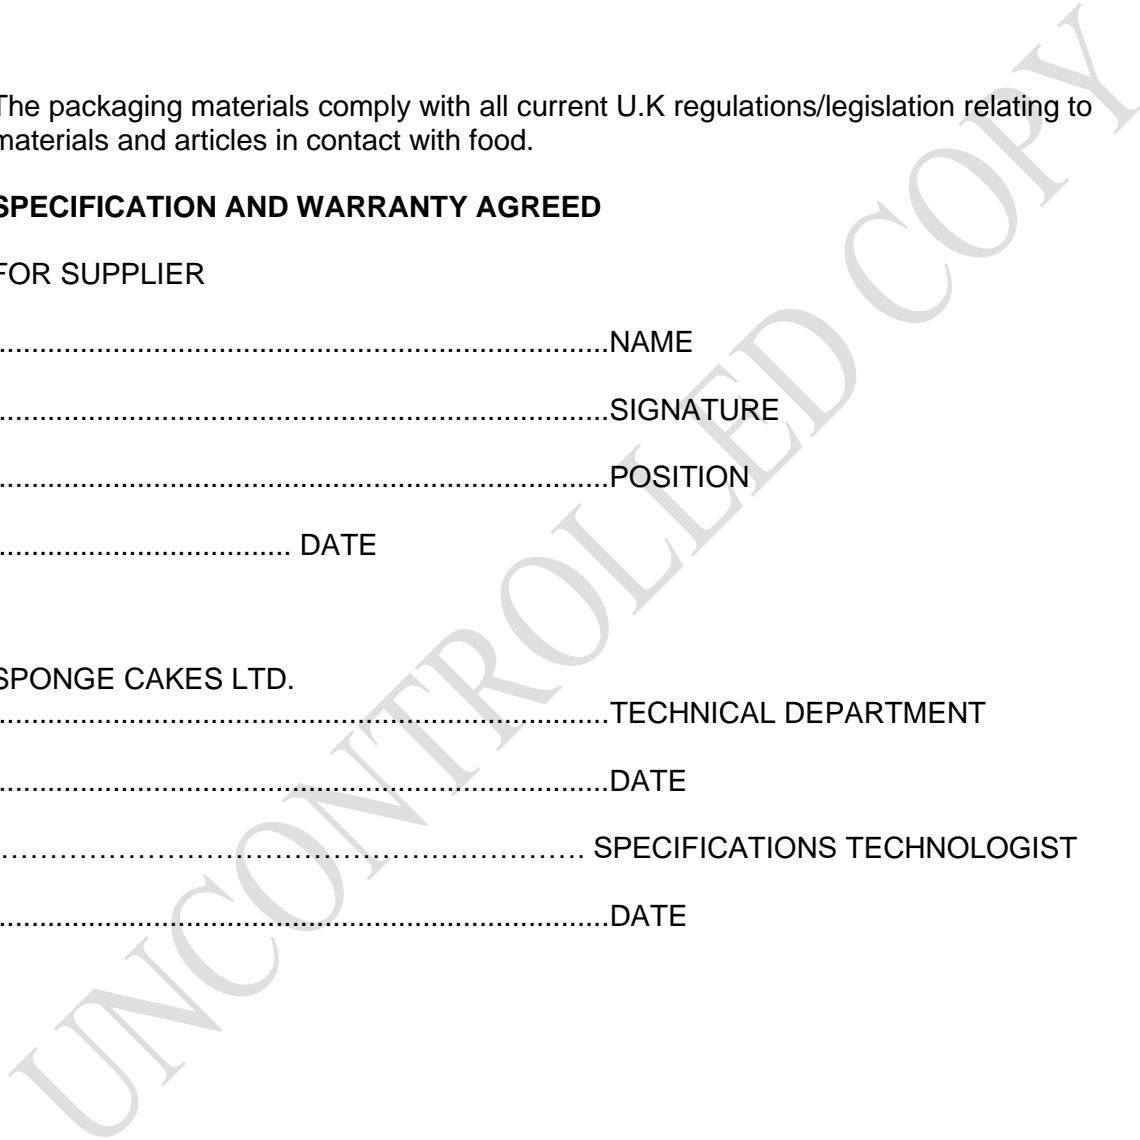 The packaging materials comply with all current U.K regulations/legislation relating to
materials and articles in contact with food.
SPECIFICATION AND WARRANTY AGREED
FOR SUPPLIER
...........................................................................NAME
...........................................................................SIGNATURE
...........................................................................POSITION
.................................... DATE
SPONGE CAKES LTD.
...........................................................................TECHNICAL DEPARTMENT
...........................................................................DATE
……………………………………………………. SPECIFICATIONS TECHNOLOGIST
...........................................................................DATE
UNCONTROLLED COPY